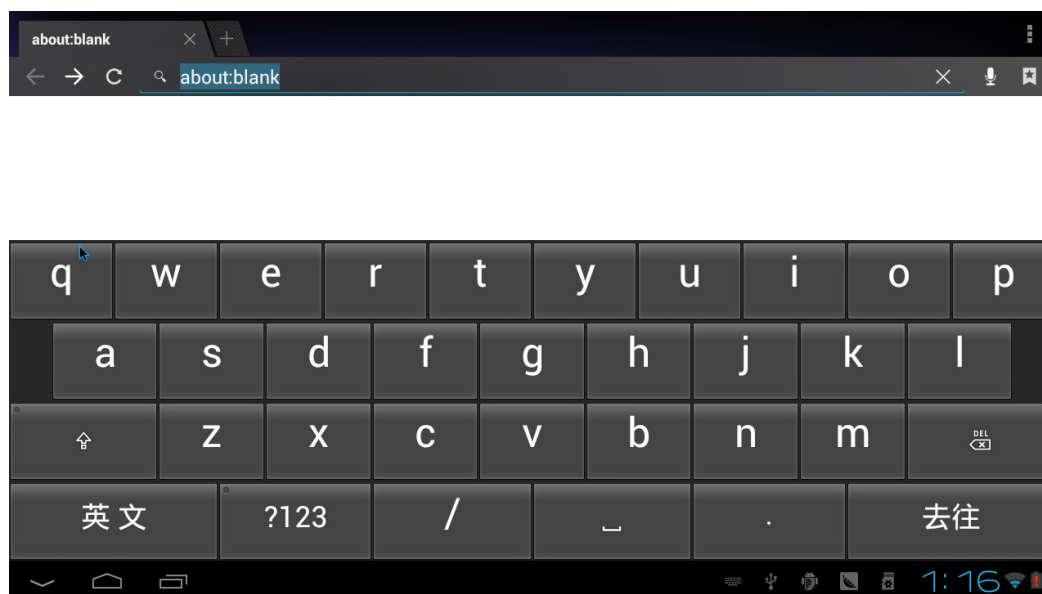 about:blank
about:blank
q w e r t y u i o p
a s d f g h j k l
z x c v b n m DEL
英文 ?123 / . 去往
1:16